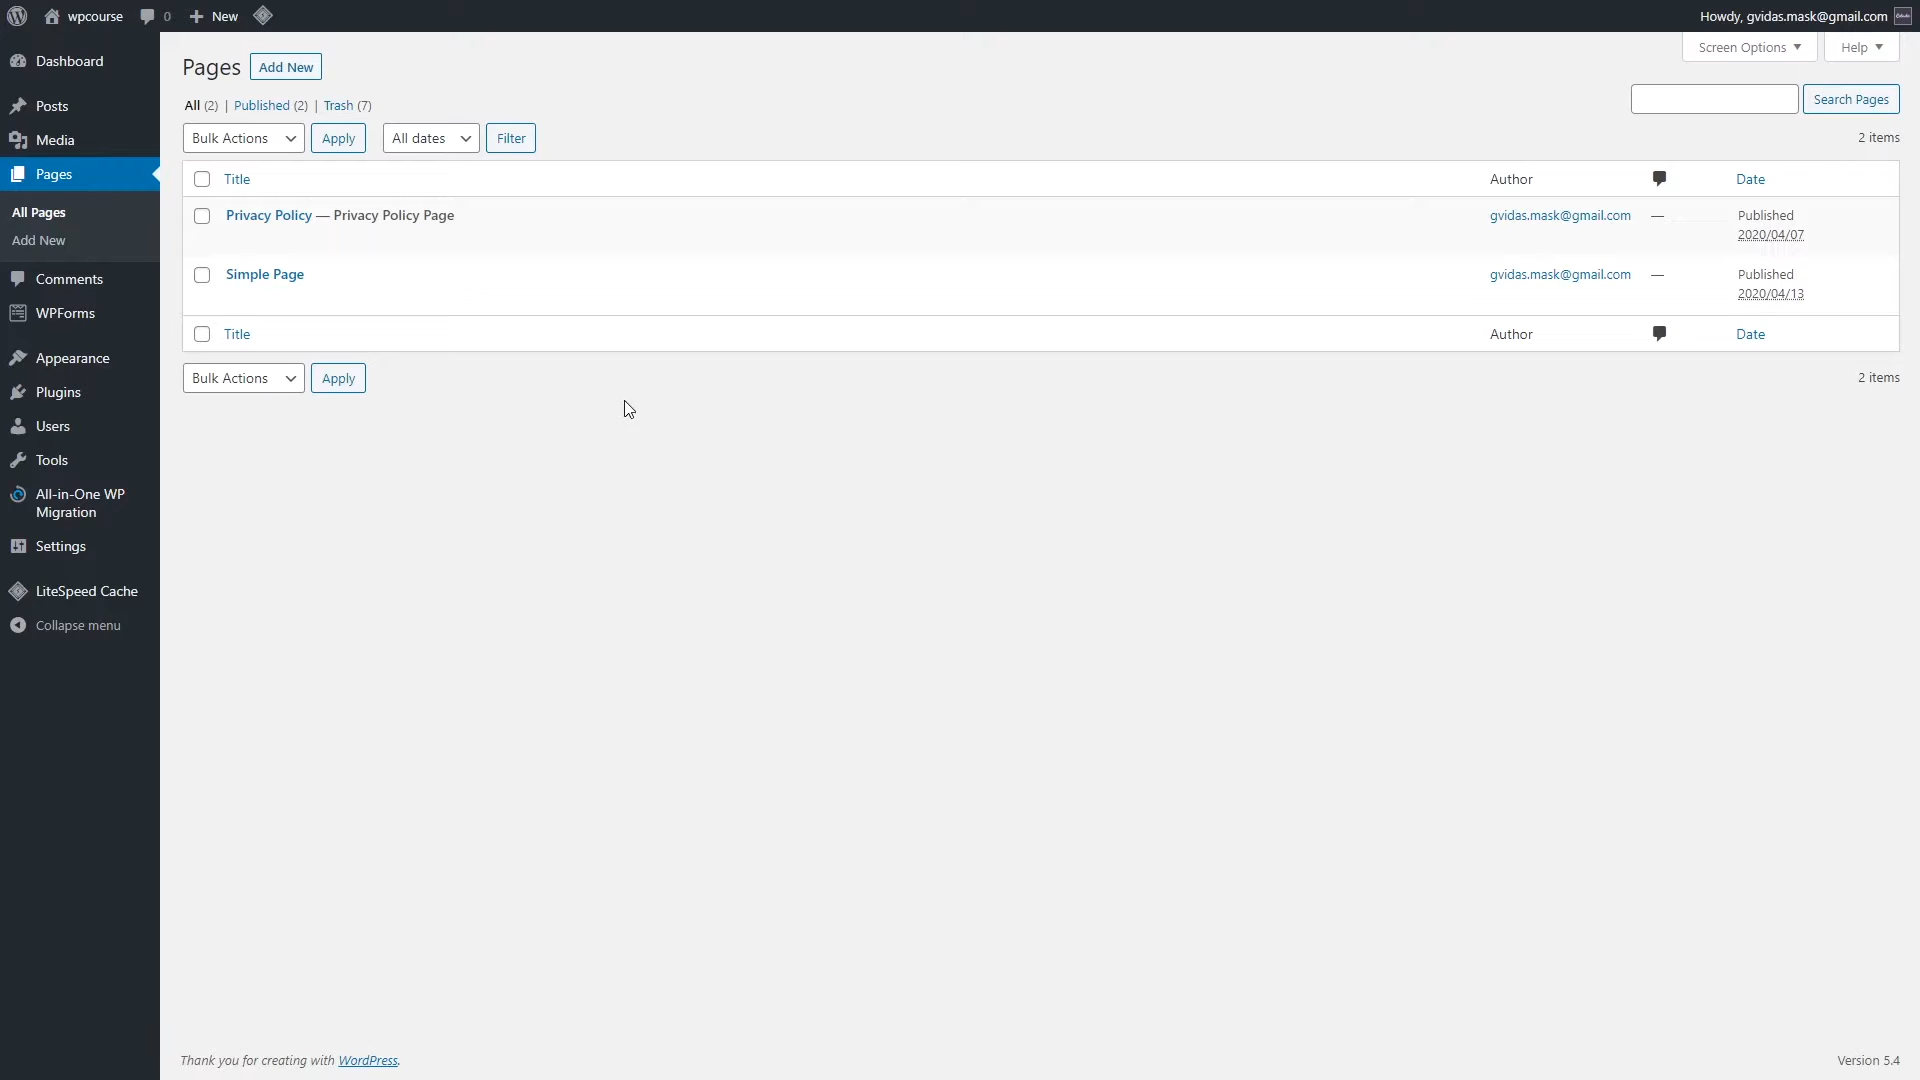 wpcourse 0 New Howdy, gvidas.mask@gmail.com
Screen Options Help
Dashboard
Posts
Media
Pages
All Pages
Add New
Comments
WPForms
Appearance
Plugins
Users
Tools
All-in-One WP
Migration
Settings
LiteSpeed Cache
Collapse menu
Pages Add New
All (2) | Published (2) | Trash (7)
Search Pages
Bulk Actions Apply All dates Filter 2 items
Title Author Date
Privacy Policy — Privacy Policy Page gvidas.mask@gmail.com — Published
2020/04/07
Simple Page gvidas.mask@gmail.com — Published
2020/04/13
Title Author Date
Bulk Actions Apply 2 items
Thank you for creating with WordPress. Version 5.4